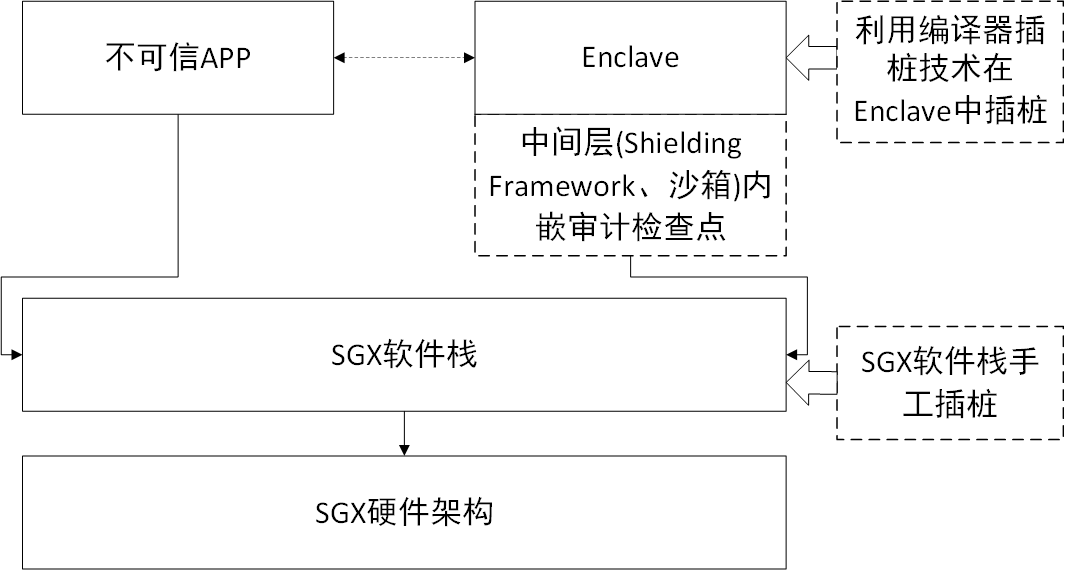 不可信APP
Enclave
利用编译器插
桩技术在
Enclave中插桩
中间层(Shielding
Framework、沙箱)内
嵌审计检查点
SGX软件栈
SGX软件栈手
工插桩
SGX硬件架构